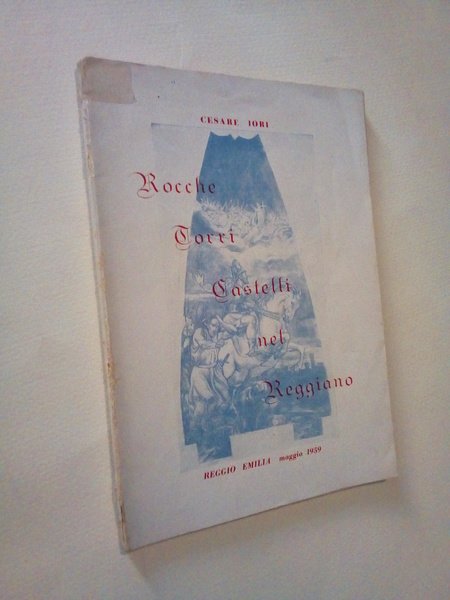 CESARE IORI
Rocche
Torri
Castelli
nel
Reggiano
REGGIO EMILIA maggio 1959